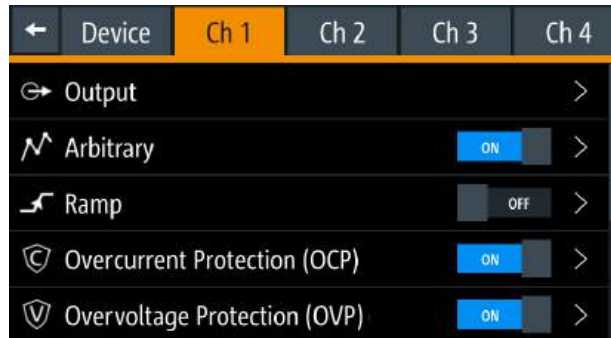 Device Ch 1 Ch 2 Ch 3 Ch 4
Output
Arbitrary ON
Ramp OFF
Overcurrent Protection (OCP) ON
Overvoltage Protection (OVP) ON